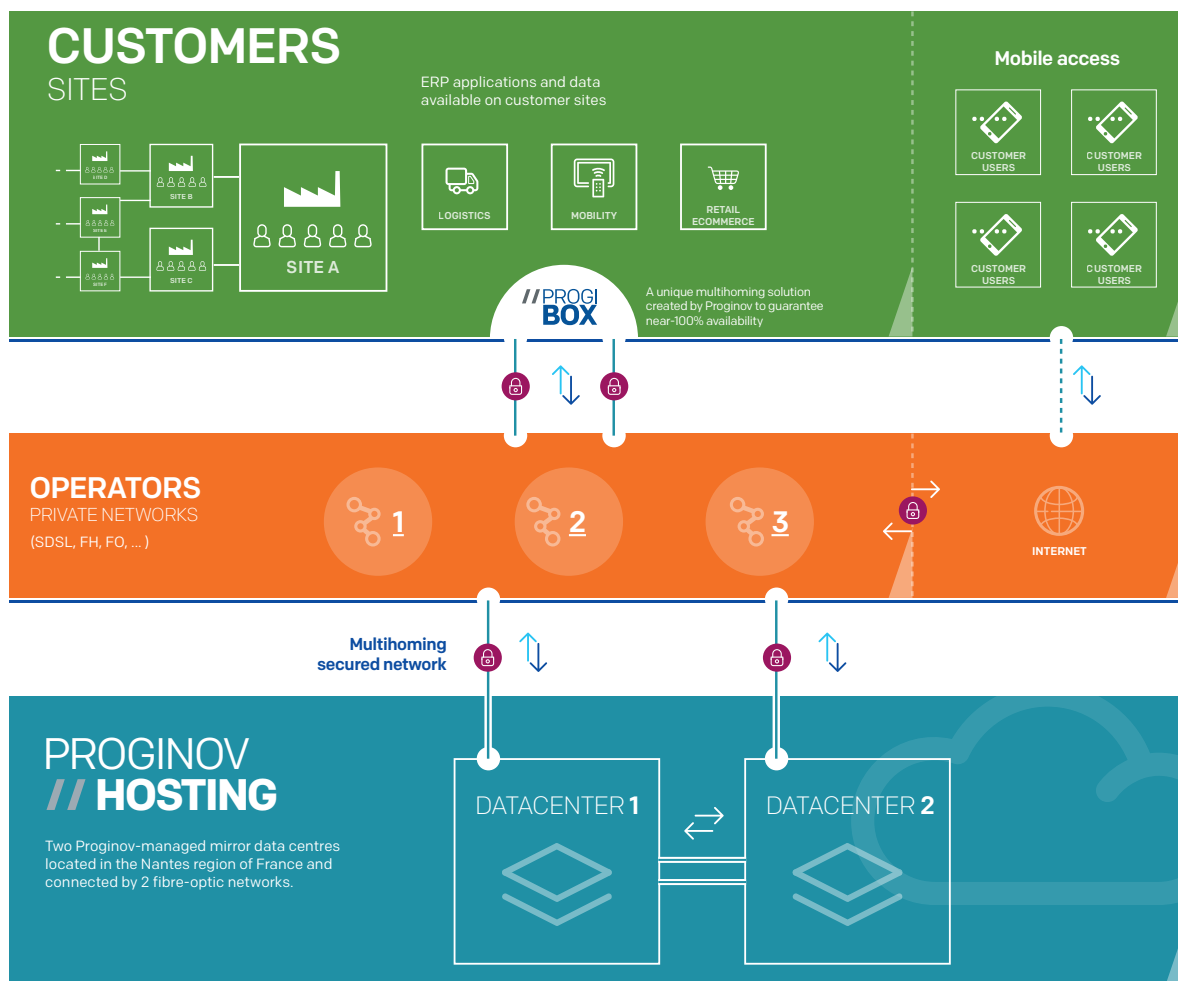 CUSTOMERS
SITES
ERP applications and data
available on customer sites
Mobile access
CUSTOMER
USERS
CUSTOMER
USERS
CUSTOMER
USERS
CUSTOMER
USERS
SITE D
SITE B
SITE E
SITE F
SITE C
SITE A
LOGISTICS
MOBILITY
RETAIL
ECOMMERCE
//PROGI
BOX
A unique multihoming solution
created by Proginov to guarantee
near-100% availability
OPERATORS
PRIVATE NETWORKS
(SDSL, FH, FO, ... )
1
2
3
INTERNET
Multihoming
secured network
PROGINOV
// HOSTING
Two Proginov-managed mirror data centres
located in the Nantes region of France and
connected by 2 fibre-optic networks.
DATACENTER 1
DATACENTER 2